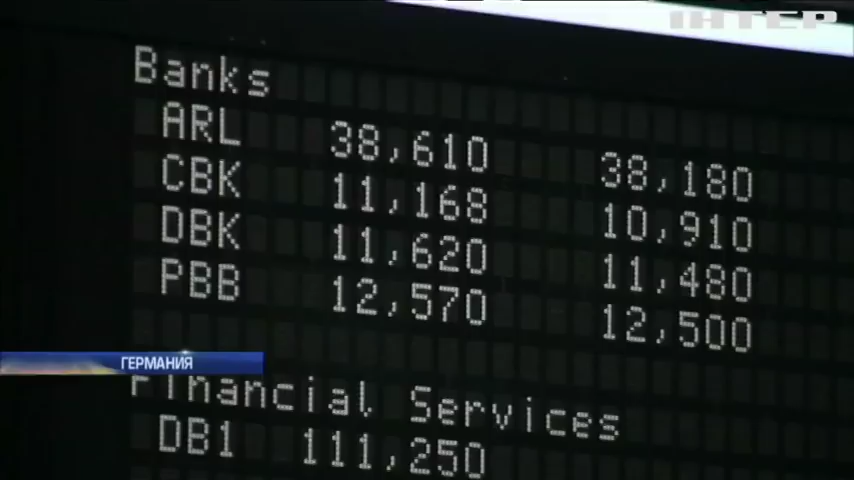 ІНТЕР
Banks
ARL 38,610 38,180
CBK 11,168 10,910
DBK 11,620 11,480
PBB 12,570 12,500
ГЕРМАНИЯ
Financial Services
DB1 111,250